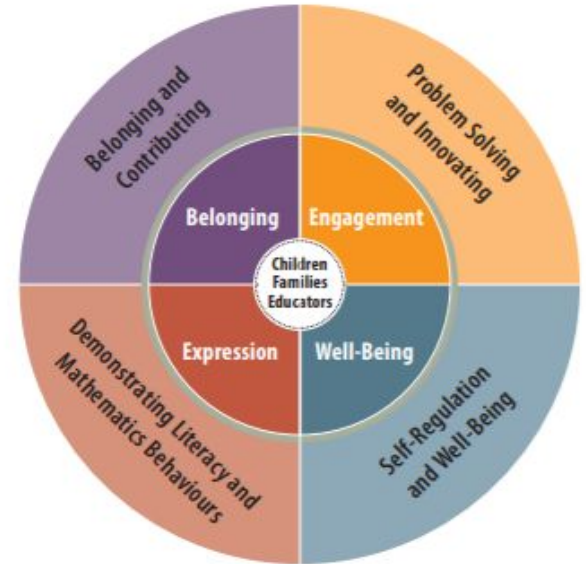 Belonging and
Contributing
Problem Solving
and Innovating
Belonging
Engagement
Children
Families
Educators
Expression
Well-Being
Demonstrating Literacy and
Mathematics Behaviours
Self-Regulation
and Well-Being